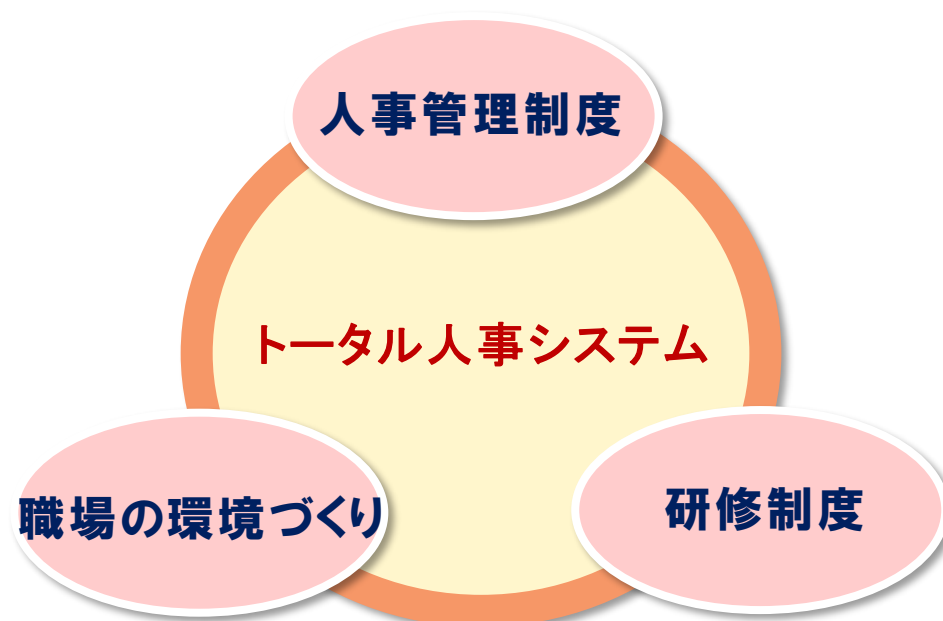 人事管理制度
トータル人事システム
職場の環境づくり
研修制度